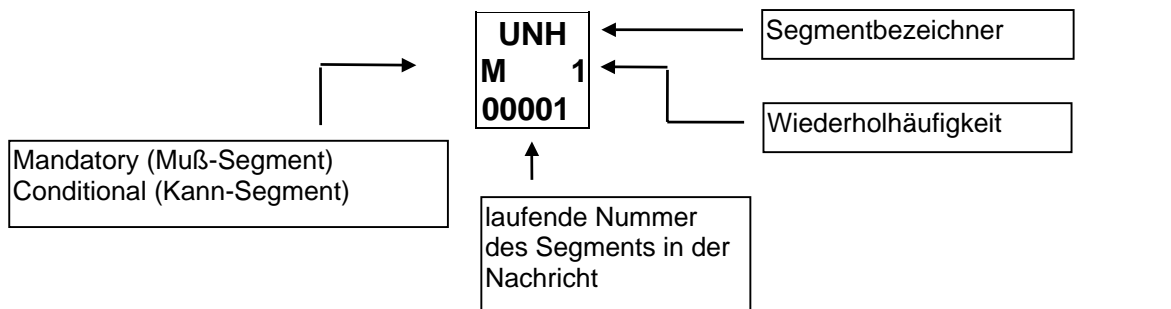 UNH
M 1
00001
Segmentbezeichner
Wiederholhäufigkeit
Mandatory (Muß-Segment)
Conditional (Kann-Segment)
laufende Nummer
des Segments in der
Nachricht